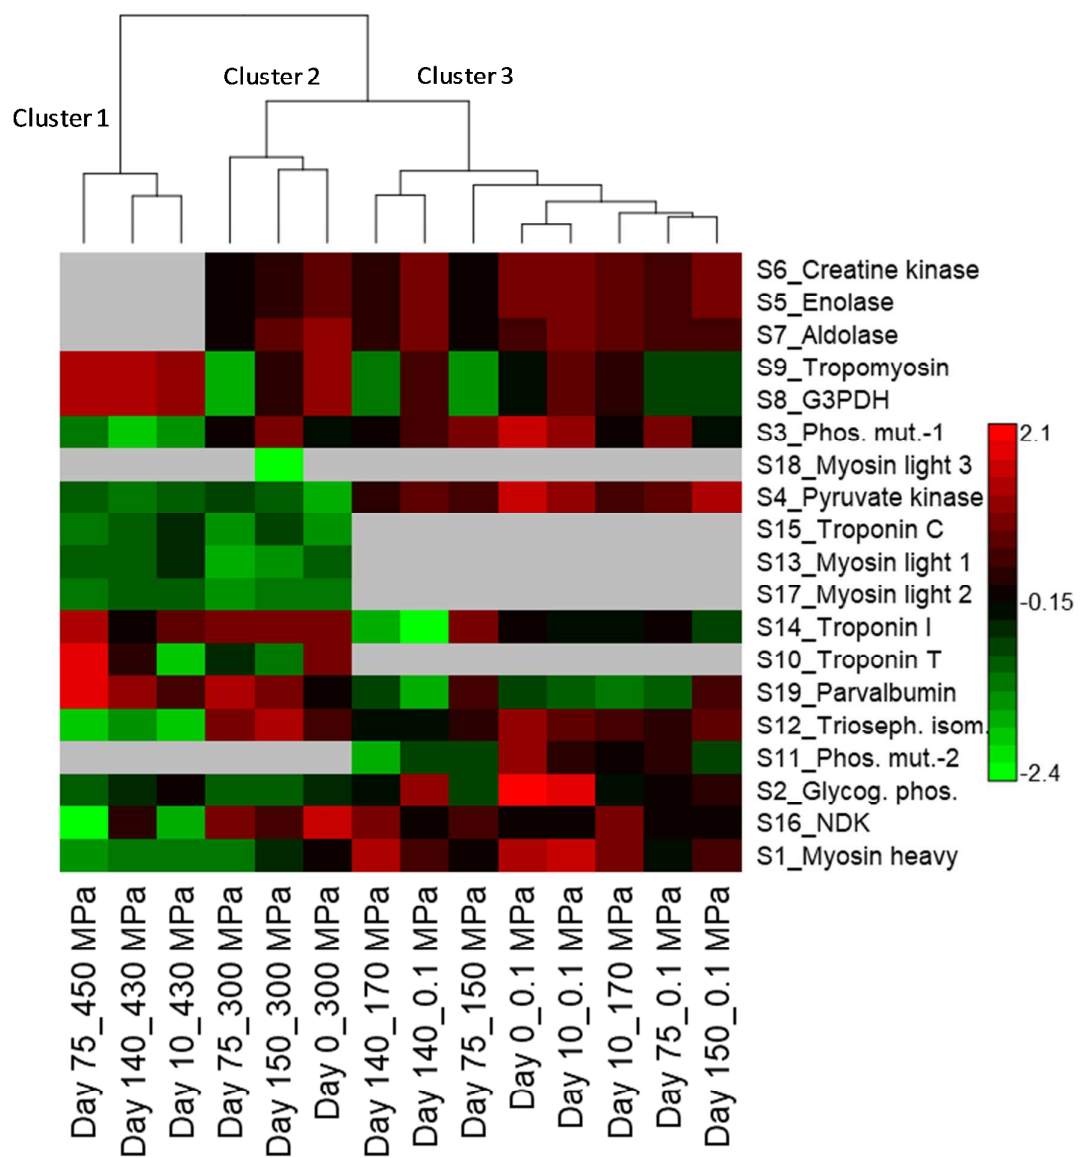 Cluster 2
Cluster 3
Cluster 1
S6_Creatine kinase
S5_Enolase
S7_Aldolase
S9_Tropomyosin
S8_G3PDH
S3_Phos. mut.-1
S18_Myosin light 3
S4_Pyruvate kinase
S15_Troponin C
S13_Myosin light 1
S17_Myosin light 2
S14_Troponin I
S10_Troponin T
S19_Parvalbumin
S12_Trioseph. isom.
S11_Phos. mut.-2
S2_Glycog. phos.
S16_NDK
S1_Myosin heavy
2.1
-0.15
-2.4
Day 75_450 MPa
Day 140_430 MPa
Day 10_430 MPa
Day 75_300 MPa
Day 150_300 MPa
Day 0_300 MPa
Day 140_170 MPa
Day 140_0.1 MPa
Day 75_150 MPa
Day 0_0.1 MPa
Day 10_0.1 MPa
Day 10_170 MPa
Day 75_0.1 MPa
Day 150_0.1 MPa